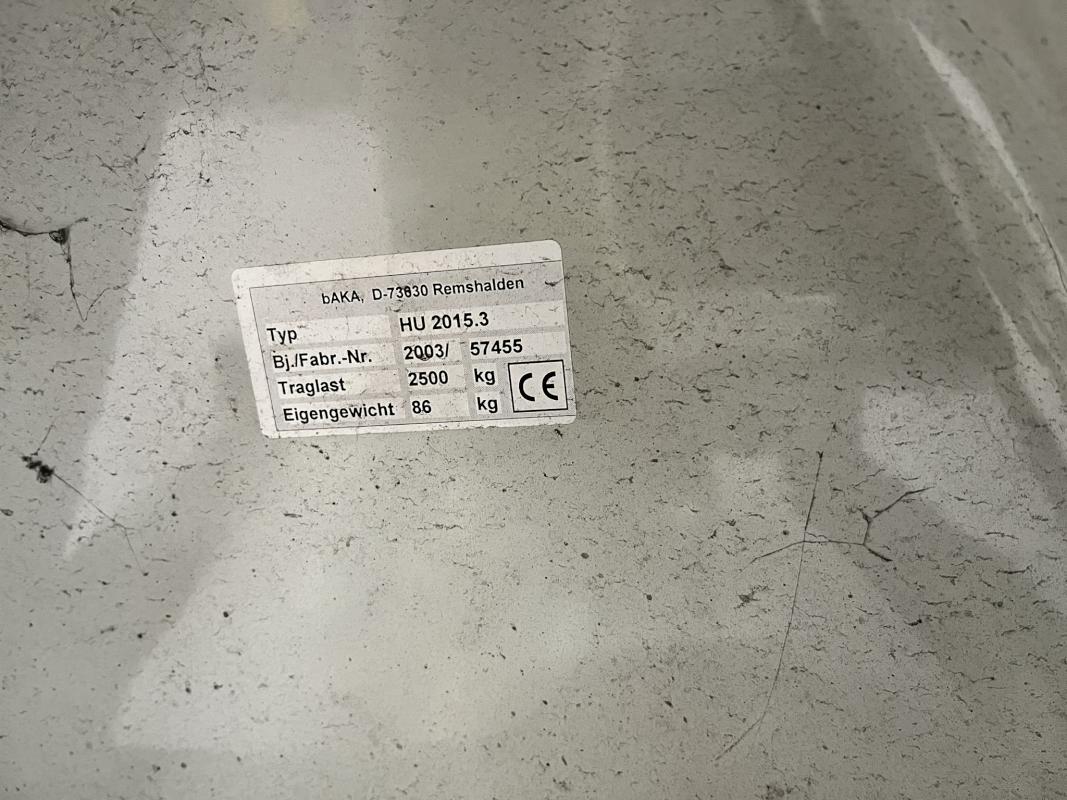 bAKA, D-73630 Remshalden
Typ HU 2015.3
Bj./Fabr.-Nr. 2003/ 57455
Traglast 2500 kg
Eigengewicht 86 kg
CE